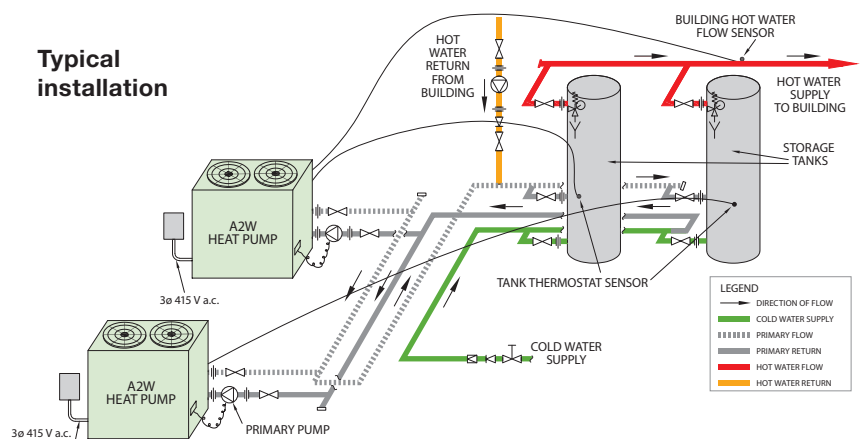 Typical
installation
HOT
WATER
RETURN
FROM
BUILDING
BUILDING HOT WATER
FLOW SENSOR
HOT WATER
SUPPLY
TO BUILDING
STORAGE
TANKS
A2W
HEAT PUMP
3ø 415 V a.c.
TANK THERMOSTAT SENSOR
COLD WATER
SUPPLY
A2W
HEAT PUMP
PRIMARY PUMP
3ø 415 V a.c.
LEGEND
DIRECTION OF FLOW
COLD WATER SUPPLY
PRIMARY FLOW
PRIMARY RETURN
HOT WATER FLOW
HOT WATER RETURN